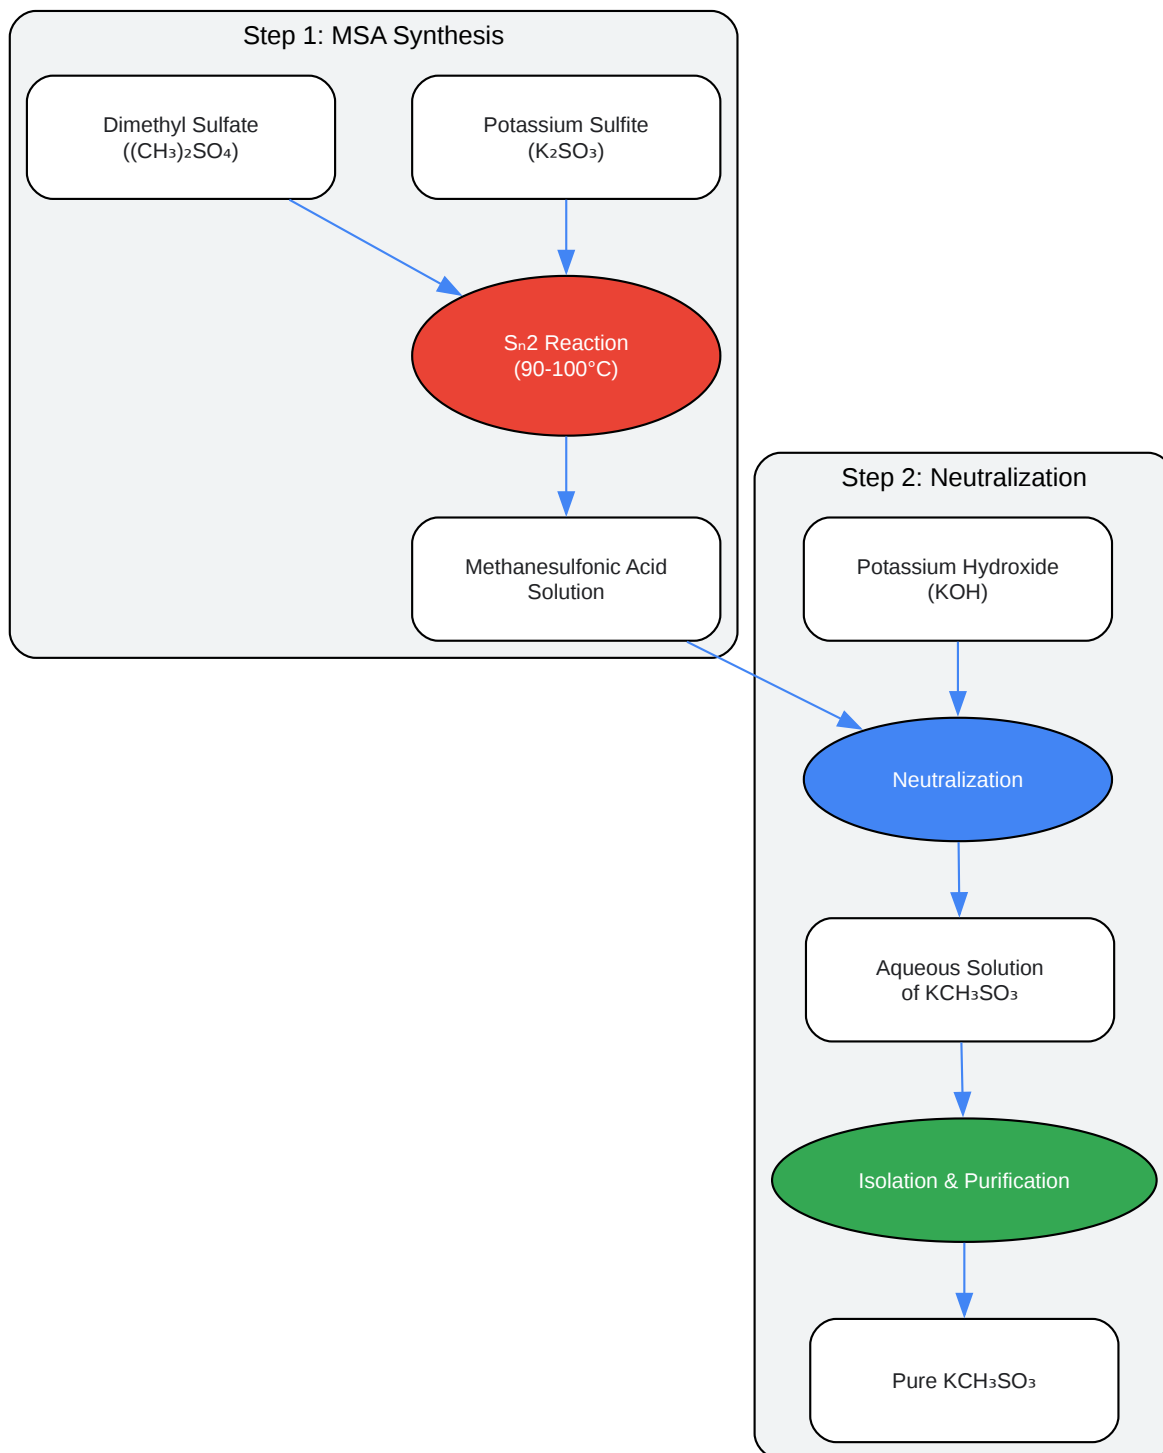 Step 1: MSA Synthesis
Dimethyl Sulfate
((CH₃)₂SO₄)
Potassium Sulfite
(K₂SO₃)
Sₙ2 Reaction
(90-100°C)
Methanesulfonic Acid
Solution
Step 2: Neutralization
Potassium Hydroxide
(KOH)
Neutralization
Aqueous Solution
of KCH₃SO₃
Isolation & Purification
Pure KCH₃SO₃